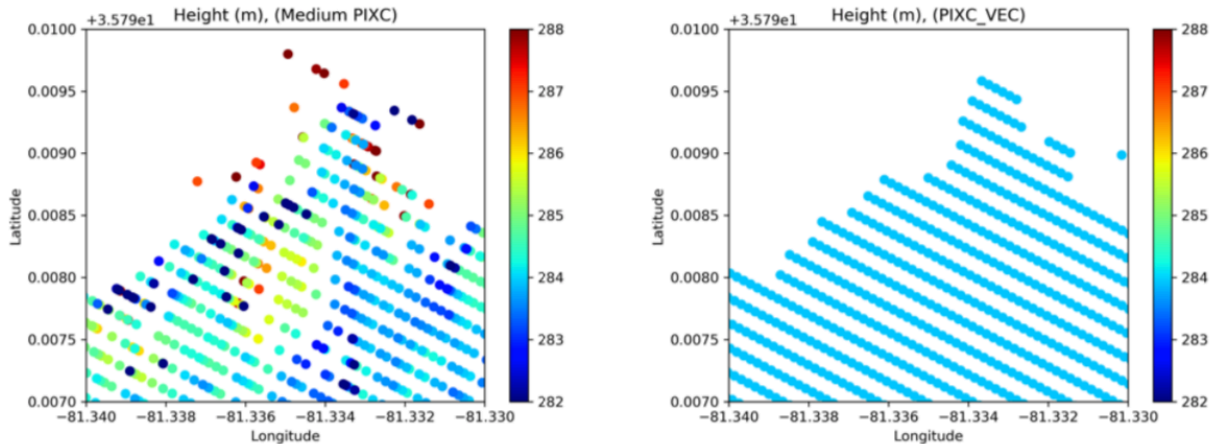 Height (m), (Medium PIXC)
+3.579e1
0.0100
0.0095
0.0090
0.0085
0.0080
0.0075
0.0070
Latitude
−81.340 −81.338 −81.336 −81.334 −81.332 −81.330
Longitude
288
287
286
285
284
283
282
Height (m), (PIXC_VEC)
+3.579e1
0.0100
0.0095
0.0090
0.0085
0.0080
0.0075
0.0070
Latitude
−81.340 −81.338 −81.336 −81.334 −81.332 −81.330
Longitude
288
287
286
285
284
283
282